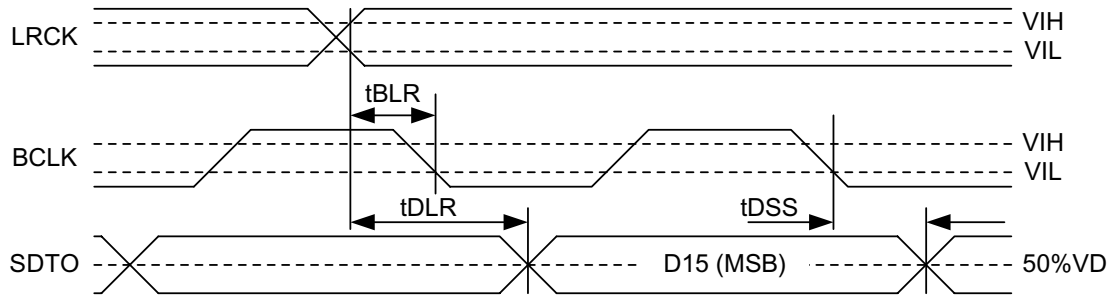 LRCK
VIH
VIL
tBLR
BCLK
VIH
VIL
tDLR
tDSS
SDTO
D15 (MSB)
50%VD